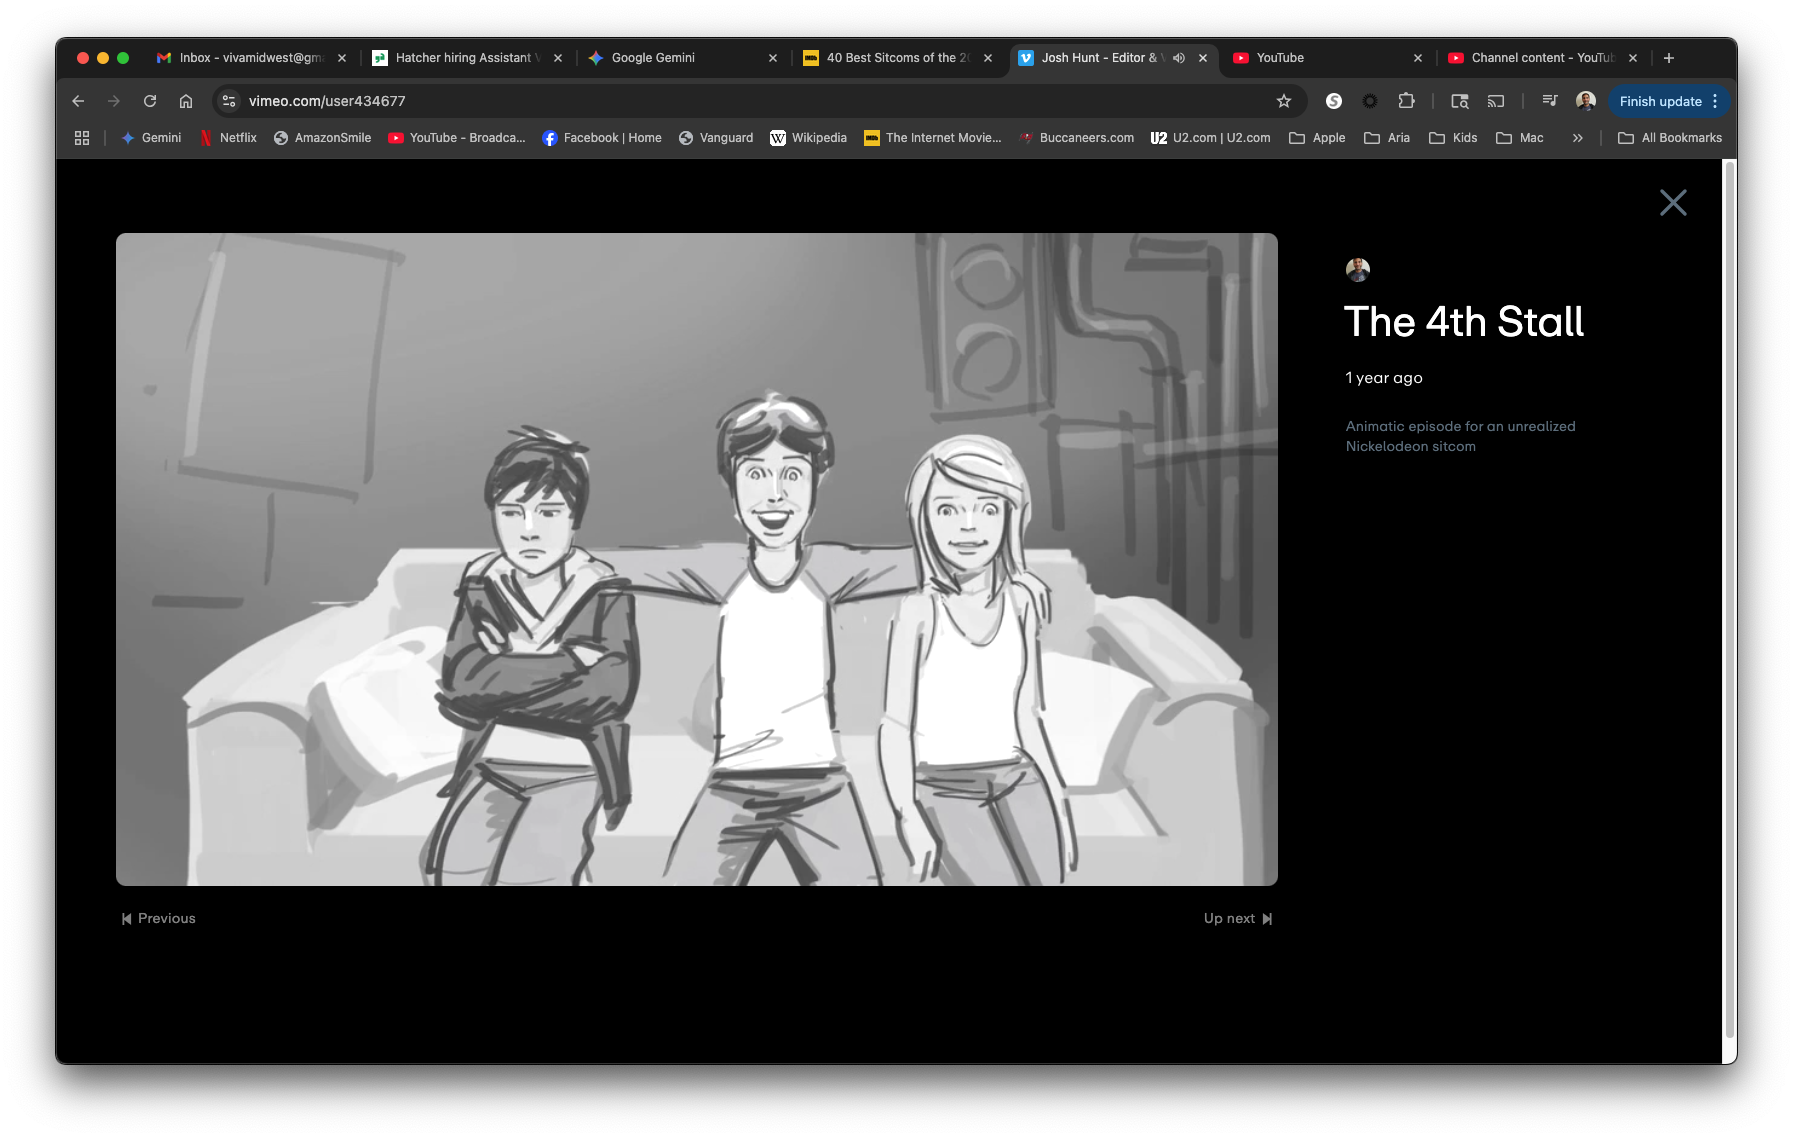 Inbox - vivamidwest@gm
Hatcher hiring Assistant V
Google Gemini
40 Best Sitcoms of the 20
Josh Hunt - Editor & V
YouTube
Channel content - YouTub
vimeo.com/user434677
Finish update
Gemini
Netflix
AmazonSmile
YouTube - Broadca...
Facebook | Home
Vanguard
Wikipedia
The Internet Movie...
Buccaneers.com
U2.com | U2.com
Apple
Aria
Kids
Mac
All Bookmarks
The 4th Stall
1 year ago
Animatic episode for an unrealized
Nickelodeon sitcom
Previous
Up next